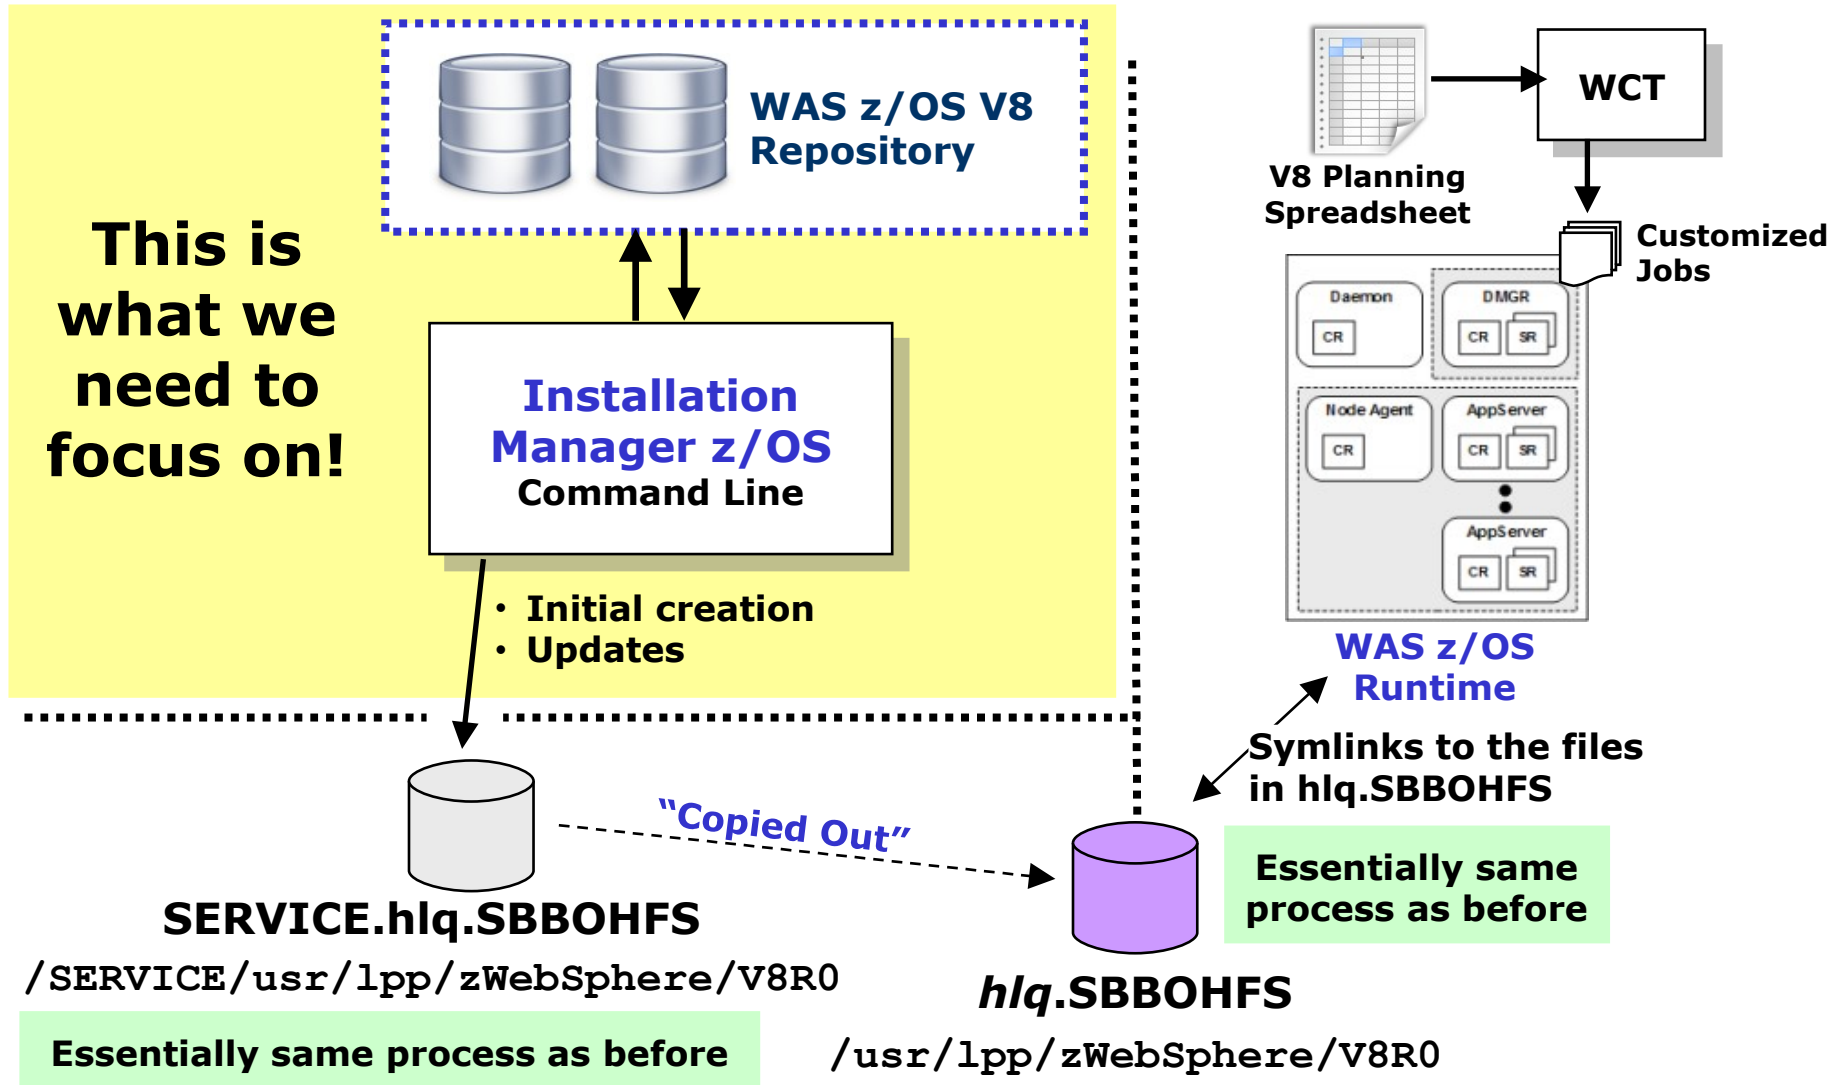 This is
what we
need to
focus on!
WAS z/OS V8
Repository
Installation
Manager z/OS
Command Line
• Initial creation
• Updates
V8 Planning
Spreadsheet
WCT
Customized
Jobs
Daemon
CR
DMGR
CR SR
Node Agent
CR
AppServer
CR SR
AppServer
CR SR
WAS z/OS
Runtime
Symlinks to the files
in hlq.SBBOHFS
"Copied Out"
SERVICE.hlq.SBBOHFS
/SERVICE/usr/lpp/zWebSphere/V8R0
Essentially same process as before
Essentially same
process as before
hlq.SBBOHFS
/usr/lpp/zWebSphere/V8R0